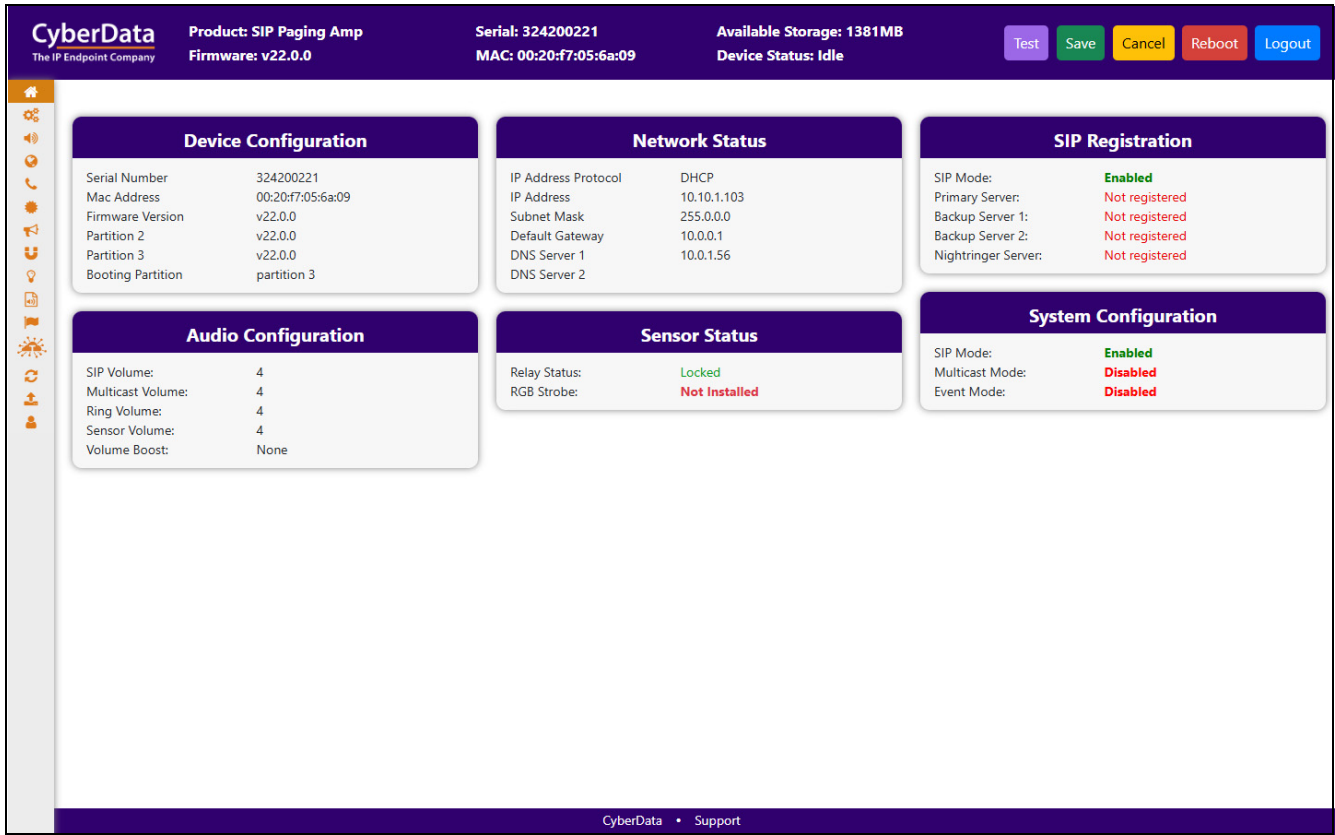 CyberData
The IP Endpoint Company
Product: SIP Paging Amp
Firmware: v22.0.0
Serial: 324200221
MAC: 00:20:f7:05:6a:09
Available Storage: 1381MB
Device Status: Idle
Test Save Cancel Reboot Logout
Device Configuration
Serial Number 324200221
Mac Address 00:20:f7:05:6a:09
Firmware Version v22.0.0
Partition 2 v22.0.0
Partition 3 v22.0.0
Booting Partition partition 3
Network Status
IP Address Protocol DHCP
IP Address 10.10.1.103
Subnet Mask 255.0.0.0
Default Gateway 10.0.0.1
DNS Server 1 10.0.1.56
DNS Server 2
SIP Registration
SIP Mode: Enabled
Primary Server: Not registered
Backup Server 1: Not registered
Backup Server 2: Not registered
Nightringer Server: Not registered
Audio Configuration
SIP Volume: 4
Multicast Volume: 4
Ring Volume: 4
Sensor Volume: 4
Volume Boost: None
Sensor Status
Relay Status: Locked
RGB Strobe: Not Installed
System Configuration
SIP Mode: Enabled
Multicast Mode: Disabled
Event Mode: Disabled
CyberData • Support